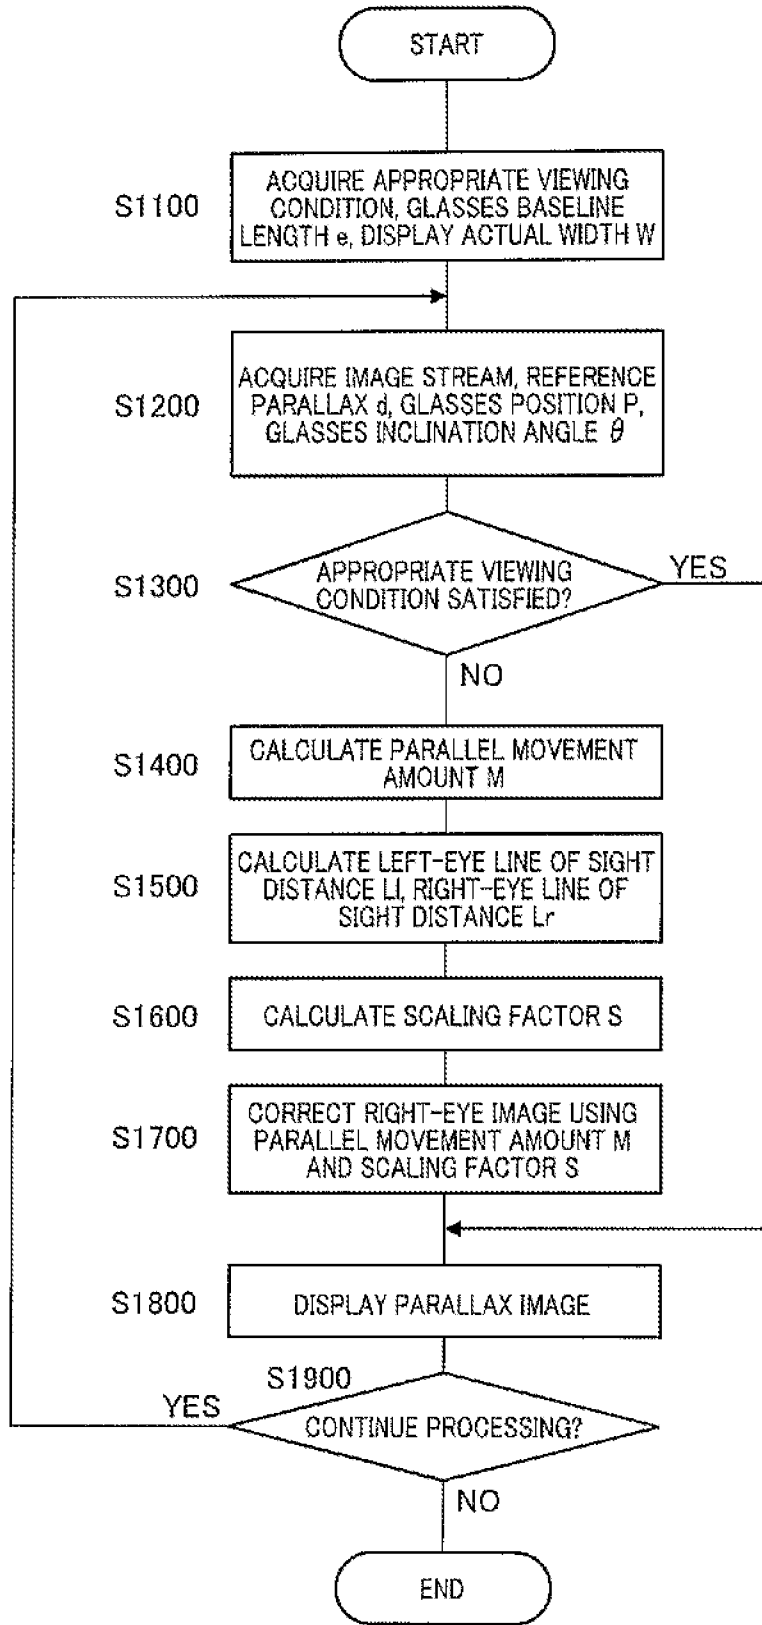 START
S1100
ACQUIRE APPROPRIATE VIEWING
CONDITION, GLASSES BASELINE
LENGTH e, DISPLAY ACTUAL WIDTH W
S1200
ACQUIRE IMAGE STREAM, REFERENCE
PARALLAX d, GLASSES POSITION P,
GLASSES INCLINATION ANGLE θ
S1300
APPROPRIATE VIEWING
CONDITION SATISFIED?
YES
NO
S1400
CALCULATE PARALLEL MOVEMENT
AMOUNT M
S1500
CALCULATE LEFT-EYE LINE OF SIGHT
DISTANCE Ll, RIGHT-EYE LINE OF
SIGHT DISTANCE Lr
S1600
CALCULATE SCALING FACTOR S
S1700
CORRECT RIGHT-EYE IMAGE USING
PARALLEL MOVEMENT AMOUNT M
AND SCALING FACTOR S
S1800
DISPLAY PARALLAX IMAGE
S1900
YES
CONTINUE PROCESSING?
NO
END